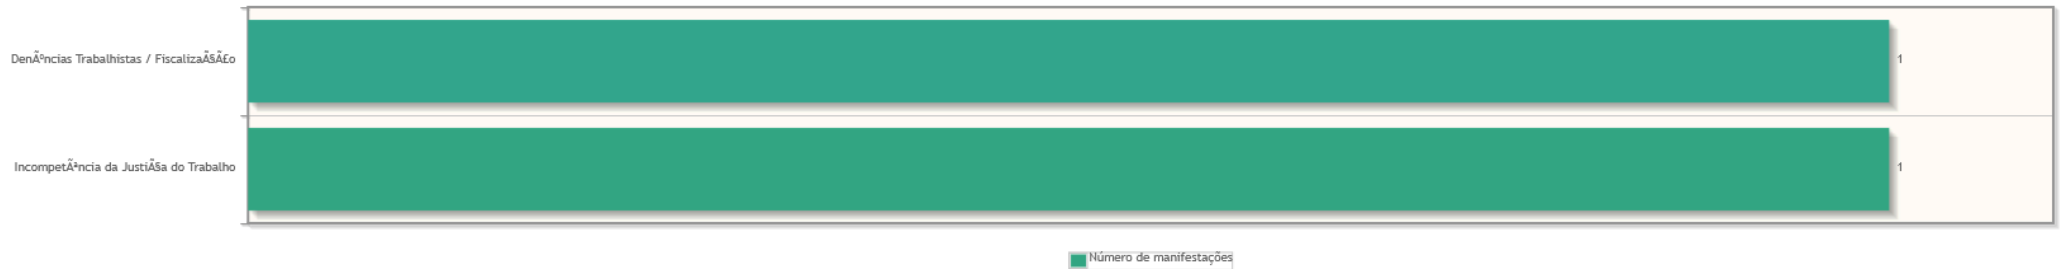 DenÃºncias Trabalhistas / FiscalizaÃ§Ã£o
1
IncompetÃªncia da JustiÃ§a do Trabalho
1
Número de manifestações